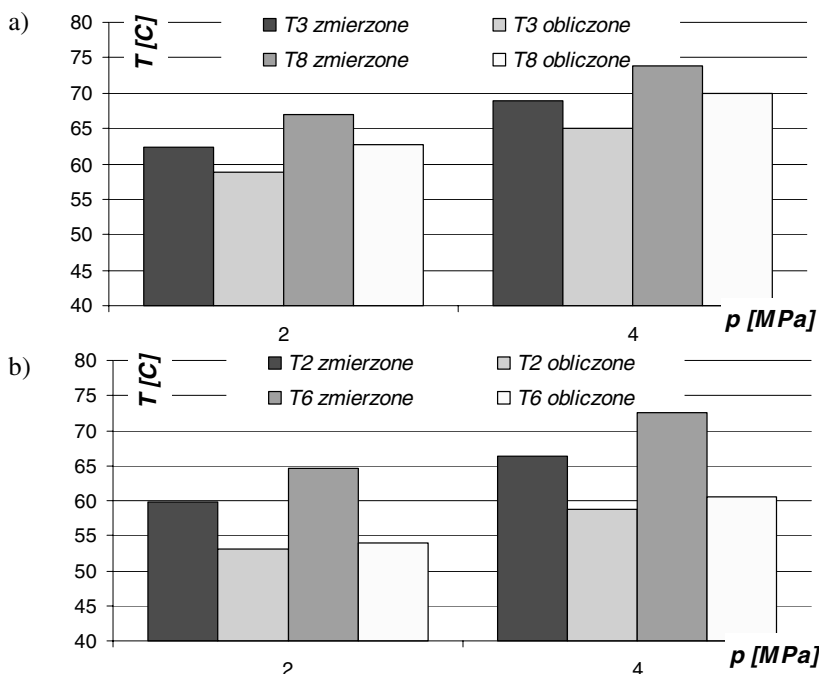 a)
T [C]
T3 zmierzone T3 obliczone
T8 zmierzone T8 obliczone
80
75
70
65
60
55
50
45
40
2 4
p [MPa]
b)
T [C]
T2 zmierzone T2 obliczone
T6 zmierzone T6 obliczone
80
75
70
65
60
55
50
45
40
2 4
p [MPa]